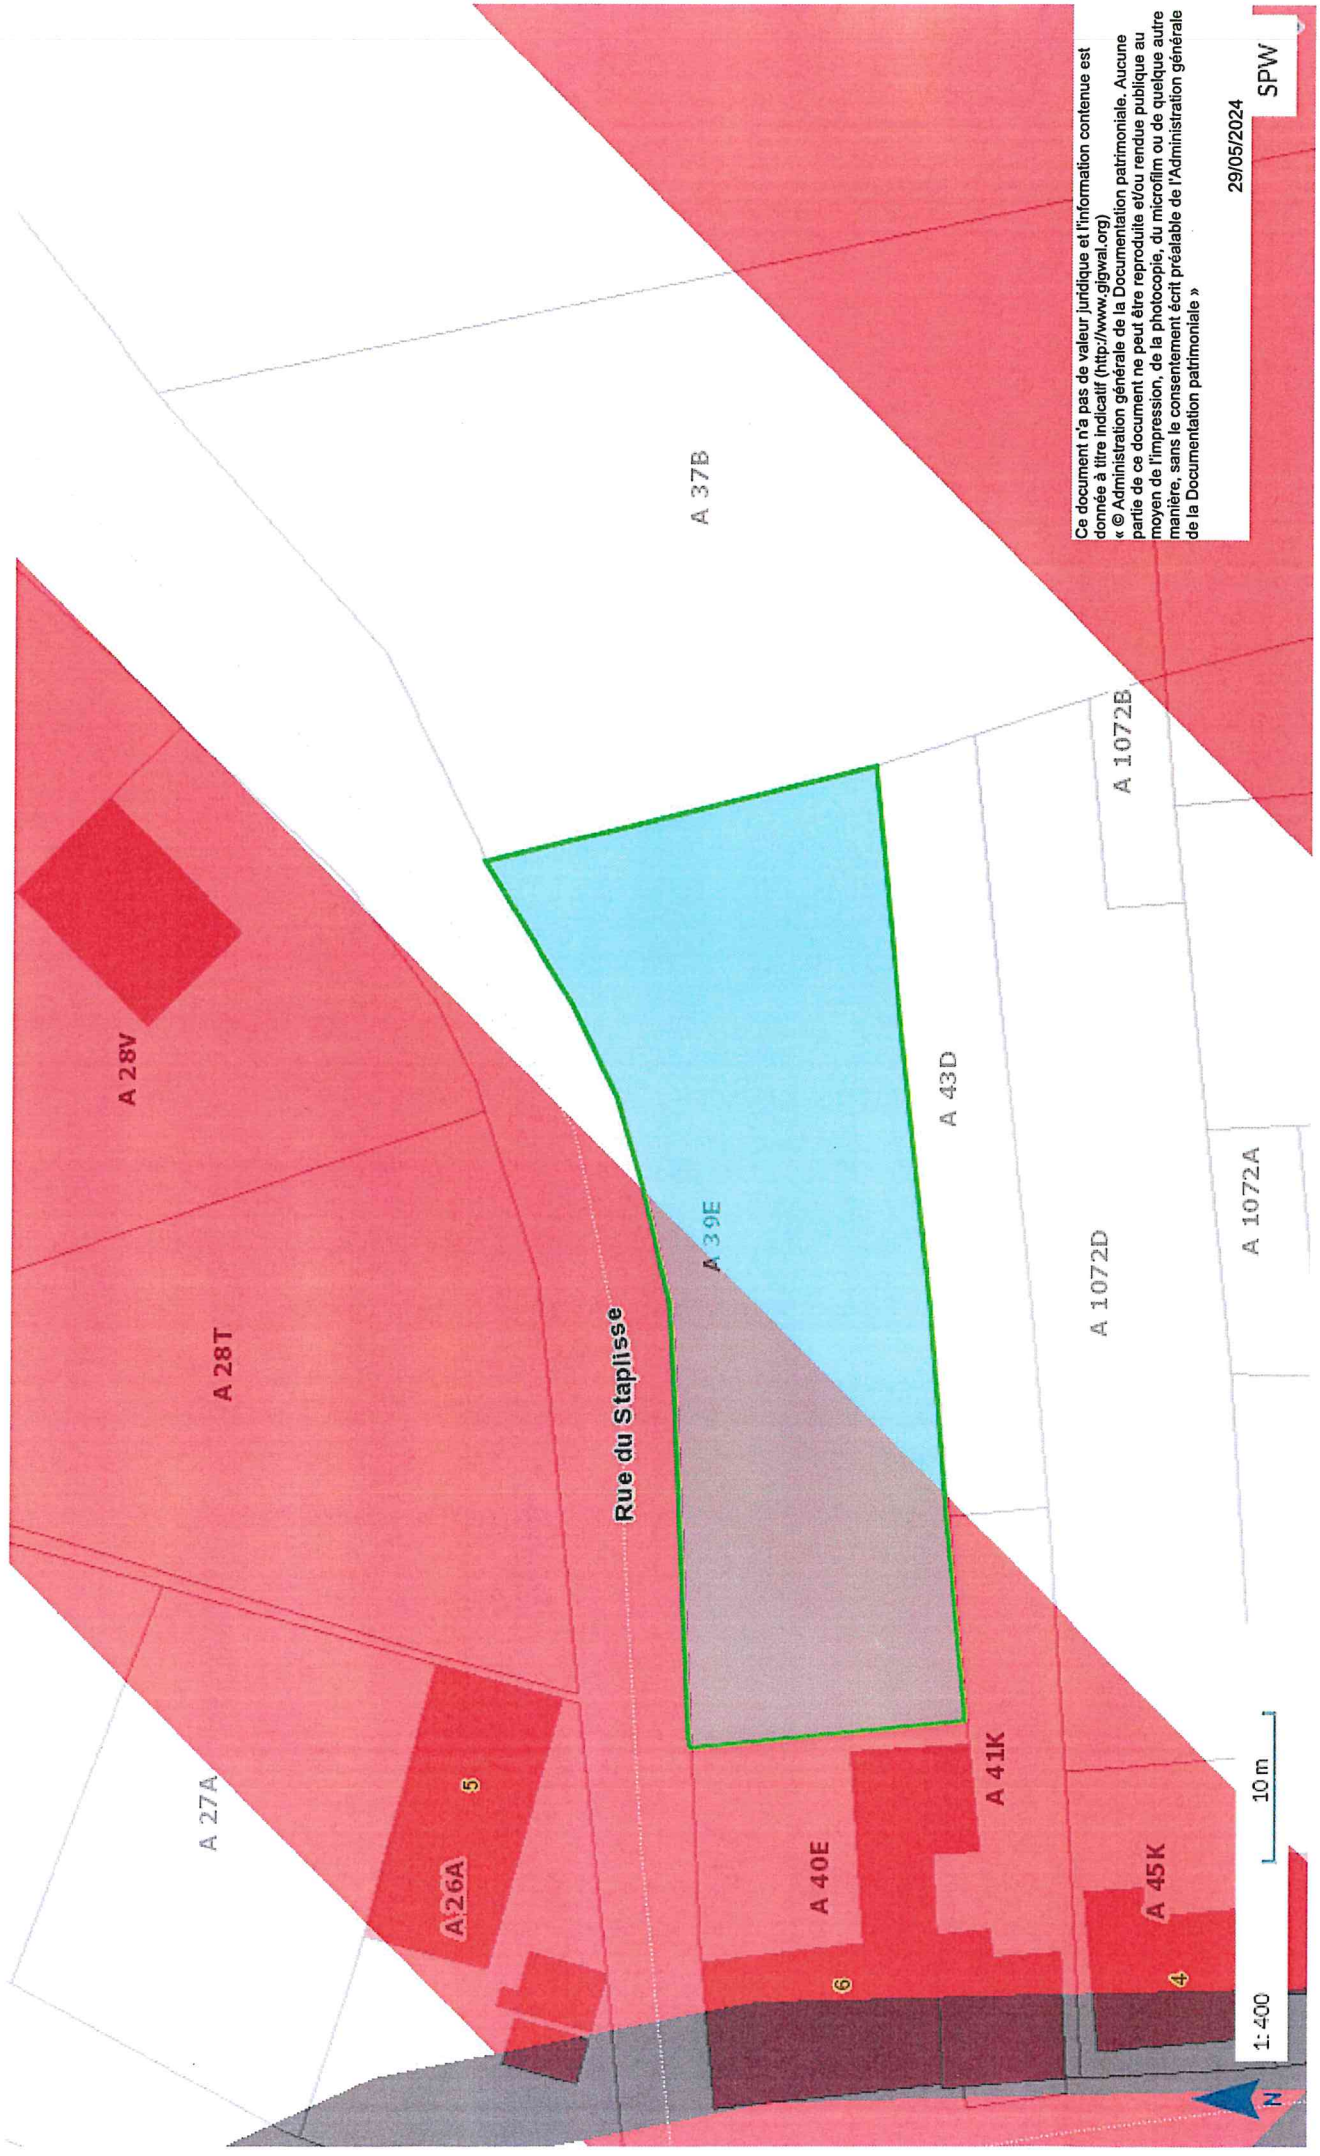 A 27A
A 28T
A 28V
5
A 26A
Rue du Staplisse
A 37B
A 39E
A 40E
6
A 41K
A 43D
A 1072D
A 1072B
A 1072A
A 45K
4
Ce document n'a pas de valeur juridique et l'information contenue est
donnée à titre indicatif (http://www.gigwal.org)
« © Administration générale de la Documentation patrimoniale. Aucune
partie de ce document ne peut être reproduite et/ou rendue publique au
moyen de l'impression, de la photocopie, du microfilm ou de quelque autre
manière, sans le consentement écrit préalable de l'Administration générale
de la Documentation patrimoniale »
29/05/2024
SPW
N
1: 400
10 m